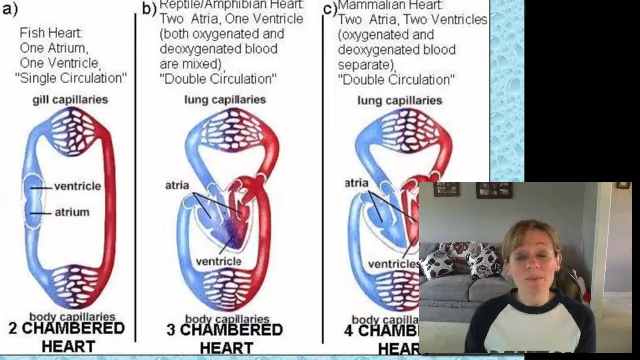 a)
Fish Heart:
One Atrium,
One Ventricle,
"Single Circulation"
gill capillaries
ventricle
atrium
body capillaries
2 CHAMBERED
HEART
b)
Reptile/Amphibian Heart:
Two Atria, One Ventricle
(both oxygenated and
deoxygenated blood
are mixed),
"Double Circulation"
lung capillaries
atria
ventricle
body capillaries
3 CHAMBERED
HEART
c)
Mammalian Heart:
Two Atria, Two Ventricles
(oxygenated and
deoxygenated blood
separate),
"Double Circulation"
lung capillaries
atria
ventricles
body capillaries
4 CHAMB
HEAR